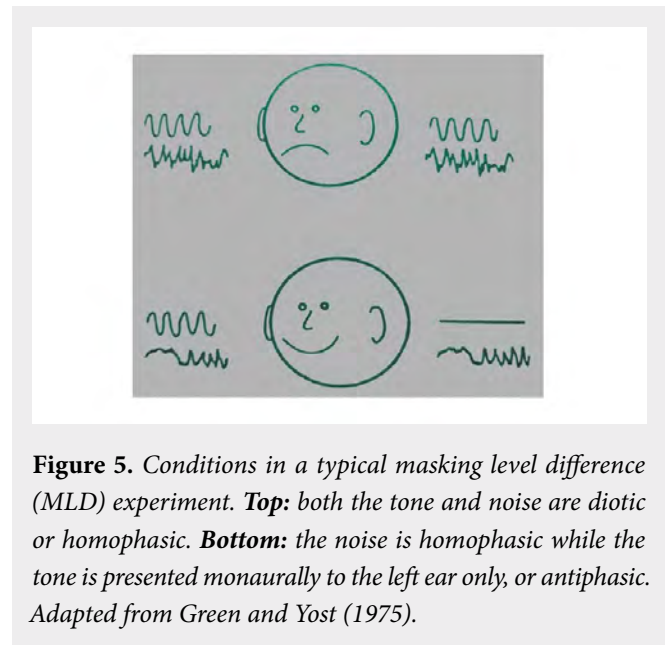 Figure 5. Conditions in a typical masking level difference
(MLD) experiment. Top: both the tone and noise are diotic
or homophasic. Bottom: the noise is homophasic while the
tone is presented monaurally to the left ear only, or antiphasic.
Adapted from Green and Yost (1975).